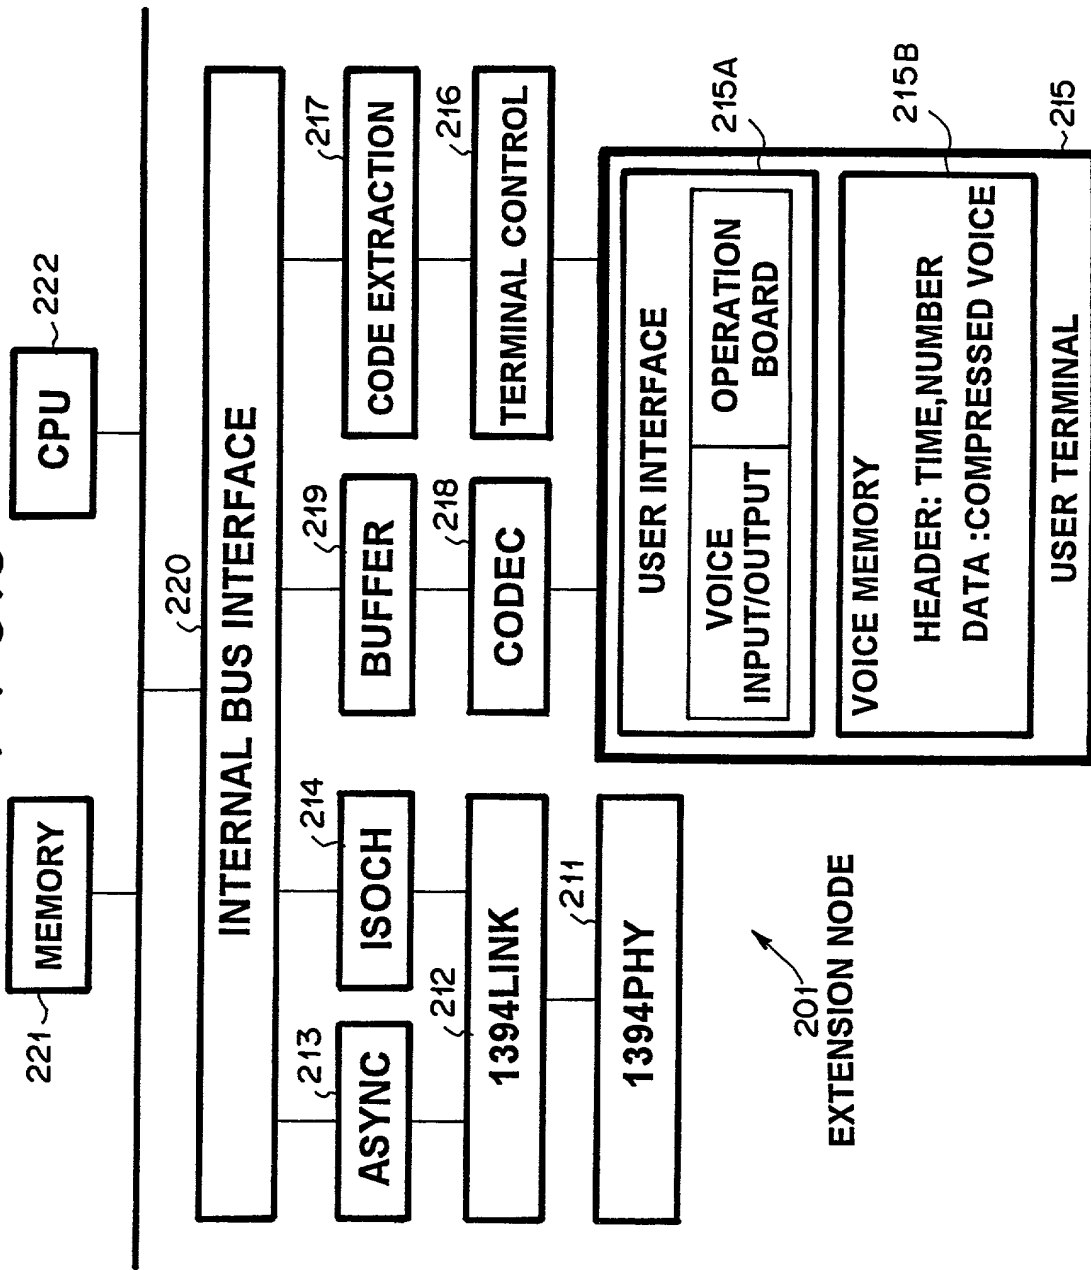 221
MEMORY
CPU
222
220
INTERNAL BUS INTERFACE
213
ASYNC
214
ISOCH
219
BUFFER
217
CODE EXTRACTION
212
1394LINK
218
CODEC
216
TERMINAL CONTROL
211
1394PHY
USER INTERFACE
VOICE
INPUT/OUTPUT
OPERATION
BOARD
215A
VOICE MEMORY
HEADER: TIME,NUMBER
DATA :COMPRESSED VOICE
215B
USER TERMINAL
215
201
EXTENSION NODE